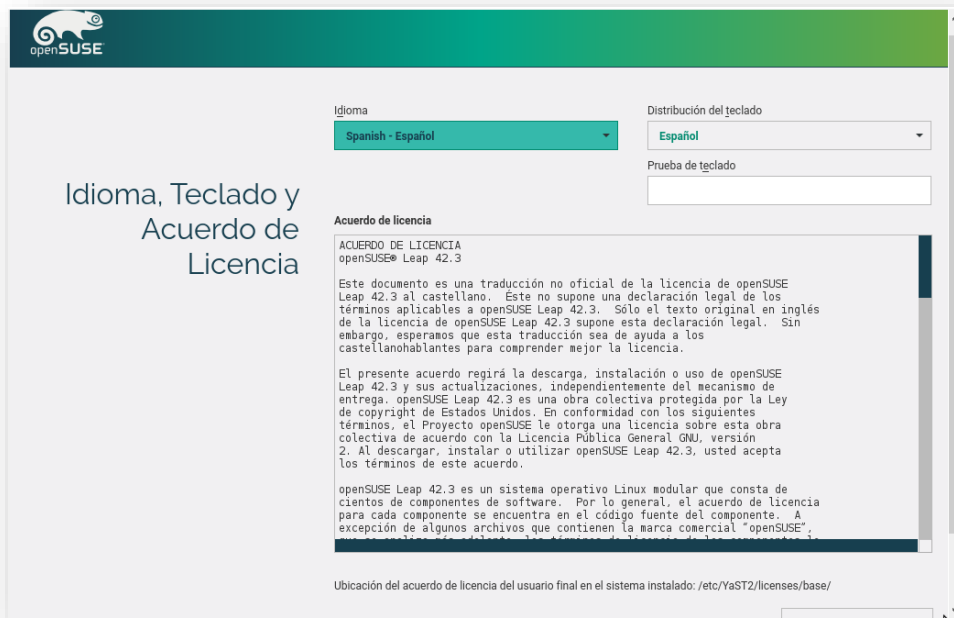 openSUSE
Idioma, Teclado y
Acuerdo de
Licencia
Idioma
Spanish - Español
Distribución del teclado
Español
Prueba de teclado
Acuerdo de licencia
ACUERDO DE LICENCIA
openSUSE® Leap 42.3
Este documento es una traducción no oficial de la licencia de openSUSE
Leap 42.3 al castellano.  Éste no supone una declaración legal de los
términos aplicables a openSUSE Leap 42.3.  Sólo el texto original en inglés
de la licencia de openSUSE Leap 42.3 supone esta declaración legal.  Sin
embargo, esperamos que esta traducción sea de ayuda a los
castellanohablantes para comprender mejor la licencia.
El presente acuerdo regirá la descarga, instalación o uso de openSUSE
Leap 42.3 y sus actualizaciones, independientemente del mecanismo de
entrega. openSUSE Leap 42.3 es una obra colectiva protegida por la Ley
de copyright de Estados Unidos. En conformidad con los siguientes
términos, el Proyecto openSUSE le otorga una licencia sobre esta obra
colectiva de acuerdo con la Licencia Pública General GNU, versión
2. Al descargar, instalar o utilizar openSUSE Leap 42.3, usted acepta
los términos de este acuerdo.
openSUSE Leap 42.3 es un sistema operativo Linux modular que consta de
cientos de componentes de software.  Por lo general, el acuerdo de licencia
para cada componente se encuentra en el código fuente del componente.  A
excepción de algunos archivos que contienen la marca comercial “openSUSE”,
Ubicación del acuerdo de licencia del usuario final en el sistema instalado: /etc/YaST2/licenses/base/